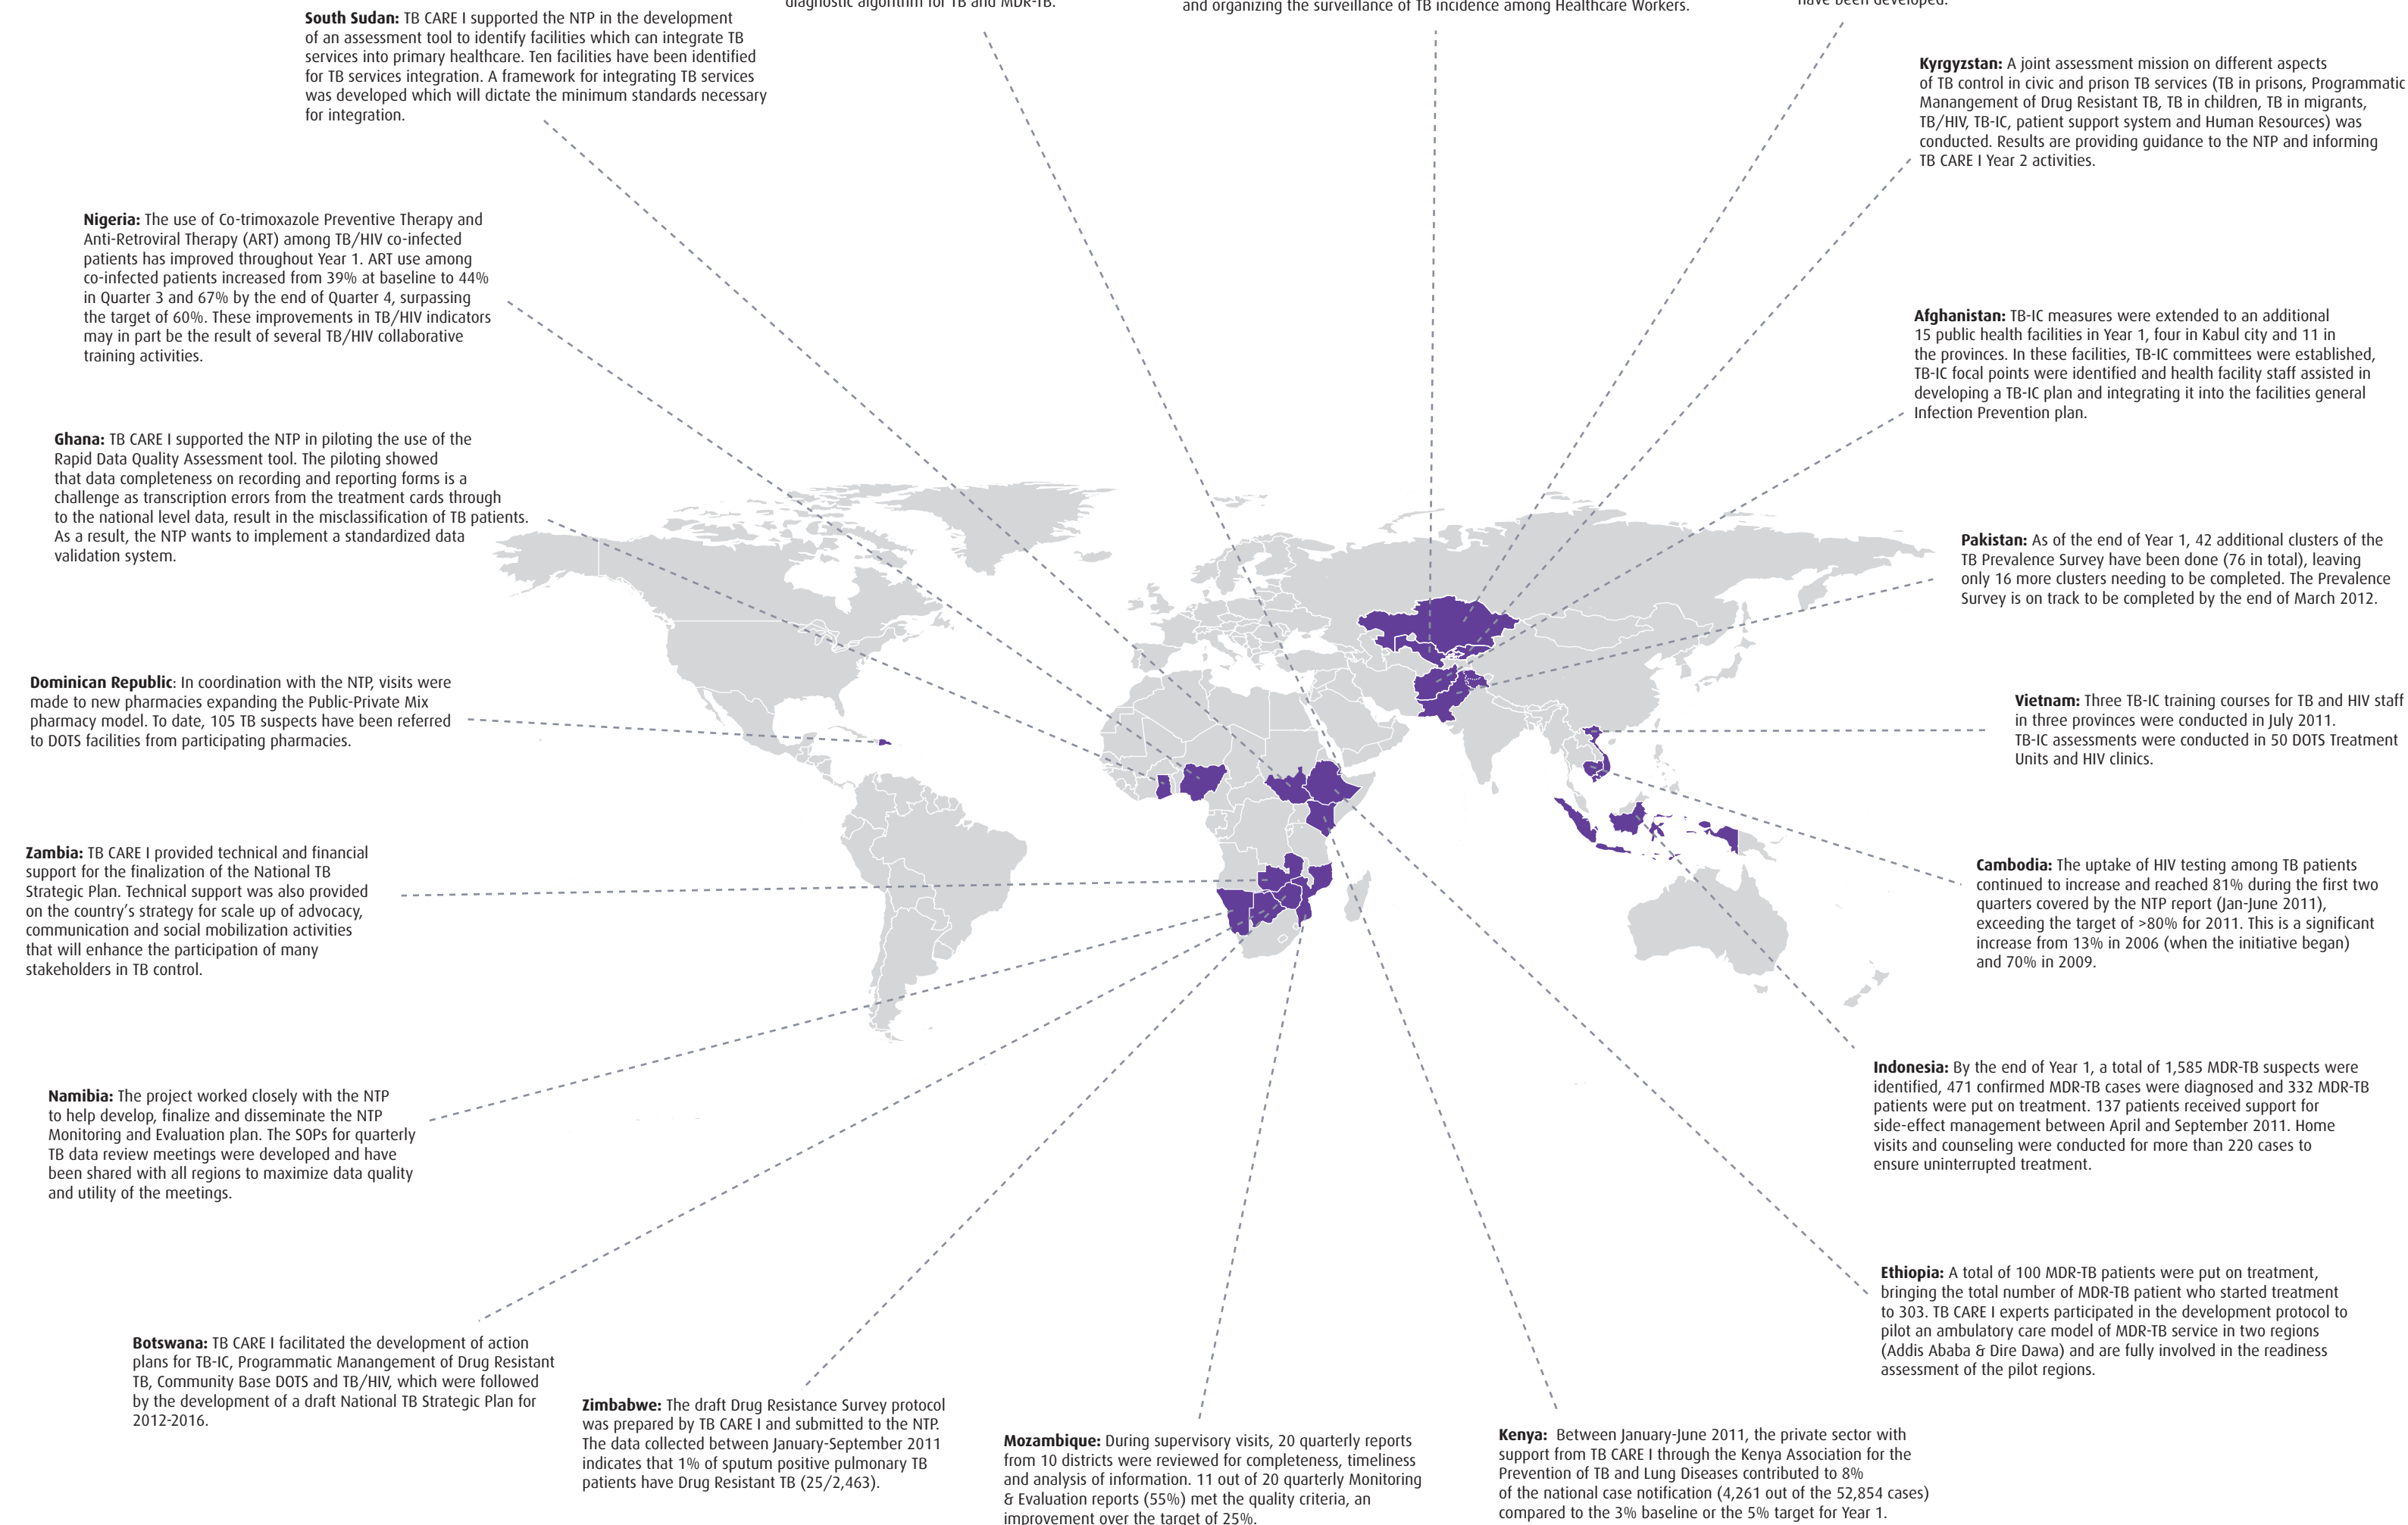 diagnostic algorithm for TB and MDR-TB.
and organizing the surveillance of TB incidence among Healthcare Workers.
have been developed.
South Sudan: TB CARE I supported the NTP in the development
of an assessment tool to identify facilities which can integrate TB
services into primary healthcare. Ten facilities have been identified
for TB services integration. A framework for integrating TB services
was developed which will dictate the minimum standards necessary
for integration.
Kyrgyzstan: A joint assessment mission on different aspects
of TB control in civic and prison TB services (TB in prisons, Programmatic
Manangement of Drug Resistant TB, TB in children, TB in migrants,
TB/HIV, TB-IC, patient support system and Human Resources) was
conducted. Results are providing guidance to the NTP and informing
TB CARE I Year 2 activities.
Nigeria: The use of Co-trimoxazole Preventive Therapy and
Anti-Retroviral Therapy (ART) among TB/HIV co-infected
patients has improved throughout Year 1. ART use among
co-infected patients increased from 39% at baseline to 44%
in Quarter 3 and 67% by the end of Quarter 4, surpassing
the target of 60%. These improvements in TB/HIV indicators
may in part be the result of several TB/HIV collaborative
training activities.
Afghanistan: TB-IC measures were extended to an additional
15 public health facilities in Year 1, four in Kabul city and 11 in
the provinces. In these facilities, TB-IC committees were established,
TB-IC focal points were identified and health facility staff assisted in
developing a TB-IC plan and integrating it into the facilities general
Infection Prevention plan.
Ghana: TB CARE I supported the NTP in piloting the use of the
Rapid Data Quality Assessment tool. The piloting showed
that data completeness on recording and reporting forms is a
challenge as transcription errors from the treatment cards through
to the national level data, result in the misclassification of TB patients.
As a result, the NTP wants to implement a standardized data
validation system.
Pakistan: As of the end of Year 1, 42 additional clusters of the
TB Prevalence Survey have been done (76 in total), leaving
only 16 more clusters needing to be completed. The Prevalence
Survey is on track to be completed by the end of March 2012.
Dominican Republic: In coordination with the NTP, visits were
made to new pharmacies expanding the Public-Private Mix
pharmacy model. To date, 105 TB suspects have been referred
to DOTS facilities from participating pharmacies.
Vietnam: Three TB-IC training courses for TB and HIV staff
in three provinces were conducted in July 2011.
TB-IC assessments were conducted in 50 DOTS Treatment
Units and HIV clinics.
Zambia: TB CARE I provided technical and financial
support for the finalization of the National TB
Strategic Plan. Technical support was also provided
on the country's strategy for scale up of advocacy,
communication and social mobilization activities
that will enhance the participation of many
stakeholders in TB control.
Cambodia: The uptake of HIV testing among TB patients
continued to increase and reached 81% during the first two
quarters covered by the NTP report (Jan-June 2011),
exceeding the target of >80% for 2011. This is a significant
increase from 13% in 2006 (when the initiative began)
and 70% in 2009.
Namibia: The project worked closely with the NTP
to help develop, finalize and disseminate the NTP
Monitoring and Evaluation plan. The SOPs for quarterly
TB data review meetings were developed and have
been shared with all regions to maximize data quality
and utility of the meetings.
Indonesia: By the end of Year 1, a total of 1,585 MDR-TB suspects were
identified, 471 confirmed MDR-TB cases were diagnosed and 332 MDR-TB
patients were put on treatment. 137 patients received support for
side-effect management between April and September 2011. Home
visits and counseling were conducted for more than 220 cases to
ensure uninterrupted treatment.
Ethiopia: A total of 100 MDR-TB patients were put on treatment,
bringing the total number of MDR-TB patient who started treatment
to 303. TB CARE I experts participated in the development protocol to
pilot an ambulatory care model of MDR-TB service in two regions
(Addis Ababa & Dire Dawa) and are fully involved in the readiness
assessment of the pilot regions.
Botswana: TB CARE I facilitated the development of action
plans for TB-IC, Programmatic Manangement of Drug Resistant
TB, Community Base DOTS and TB/HIV, which were followed
by the development of a draft National TB Strategic Plan for
2012-2016.
Zimbabwe: The draft Drug Resistance Survey protocol
was prepared by TB CARE I and submitted to the NTP.
The data collected between January-September 2011
indicates that 1% of sputum positive pulmonary TB
patients have Drug Resistant TB (25/2,463).
Mozambique: During supervisory visits, 20 quarterly reports
from 10 districts were reviewed for completeness, timeliness
and analysis of information. 11 out of 20 quarterly Monitoring
& Evaluation reports (55%) met the quality criteria, an
improvement over the target of 25%.
Kenya: Between January-June 2011, the private sector with
support from TB CARE I through the Kenya Association for the
Prevention of TB and Lung Diseases contributed to 8%
of the national case notification (4,261 out of the 52,854 cases)
compared to the 3% baseline or the 5% target for Year 1.